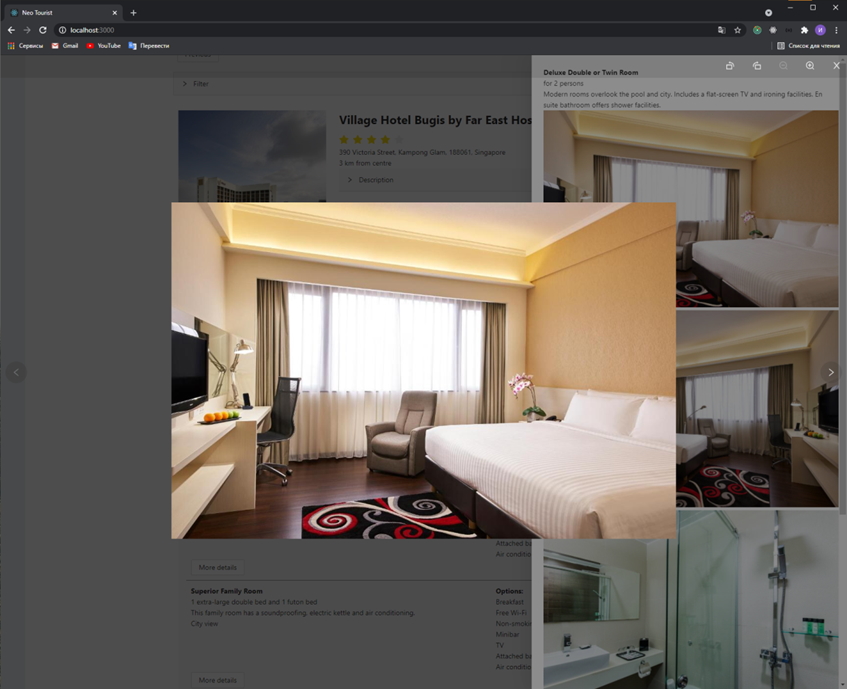 Neo Tourist
localhost:3000
Сервисы
Gmail
YouTube
Перевести
Список для чтения
И
Filter
Village Hotel Bugis by Far East Hos
390 Victoria Street, Kampong Glam, 188061, Singapore
3 km from centre
Description
Deluxe Double or Twin Room
for 2 persons
Modern rooms overlook the pool and city. Includes a flat-screen TV and ironing facilities. En
suite bathroom offers shower facilities.
Attached ba
Air conditio
More details
Superior Family Room
1 extra-large double bed and 1 futon bed
This family room has a soundproofing, electric kettle and air conditioning.
City view
Options:
Breakfast
Free Wi-Fi
Non-smokin
Minibar
TV
Attached ba
Air conditio
More details